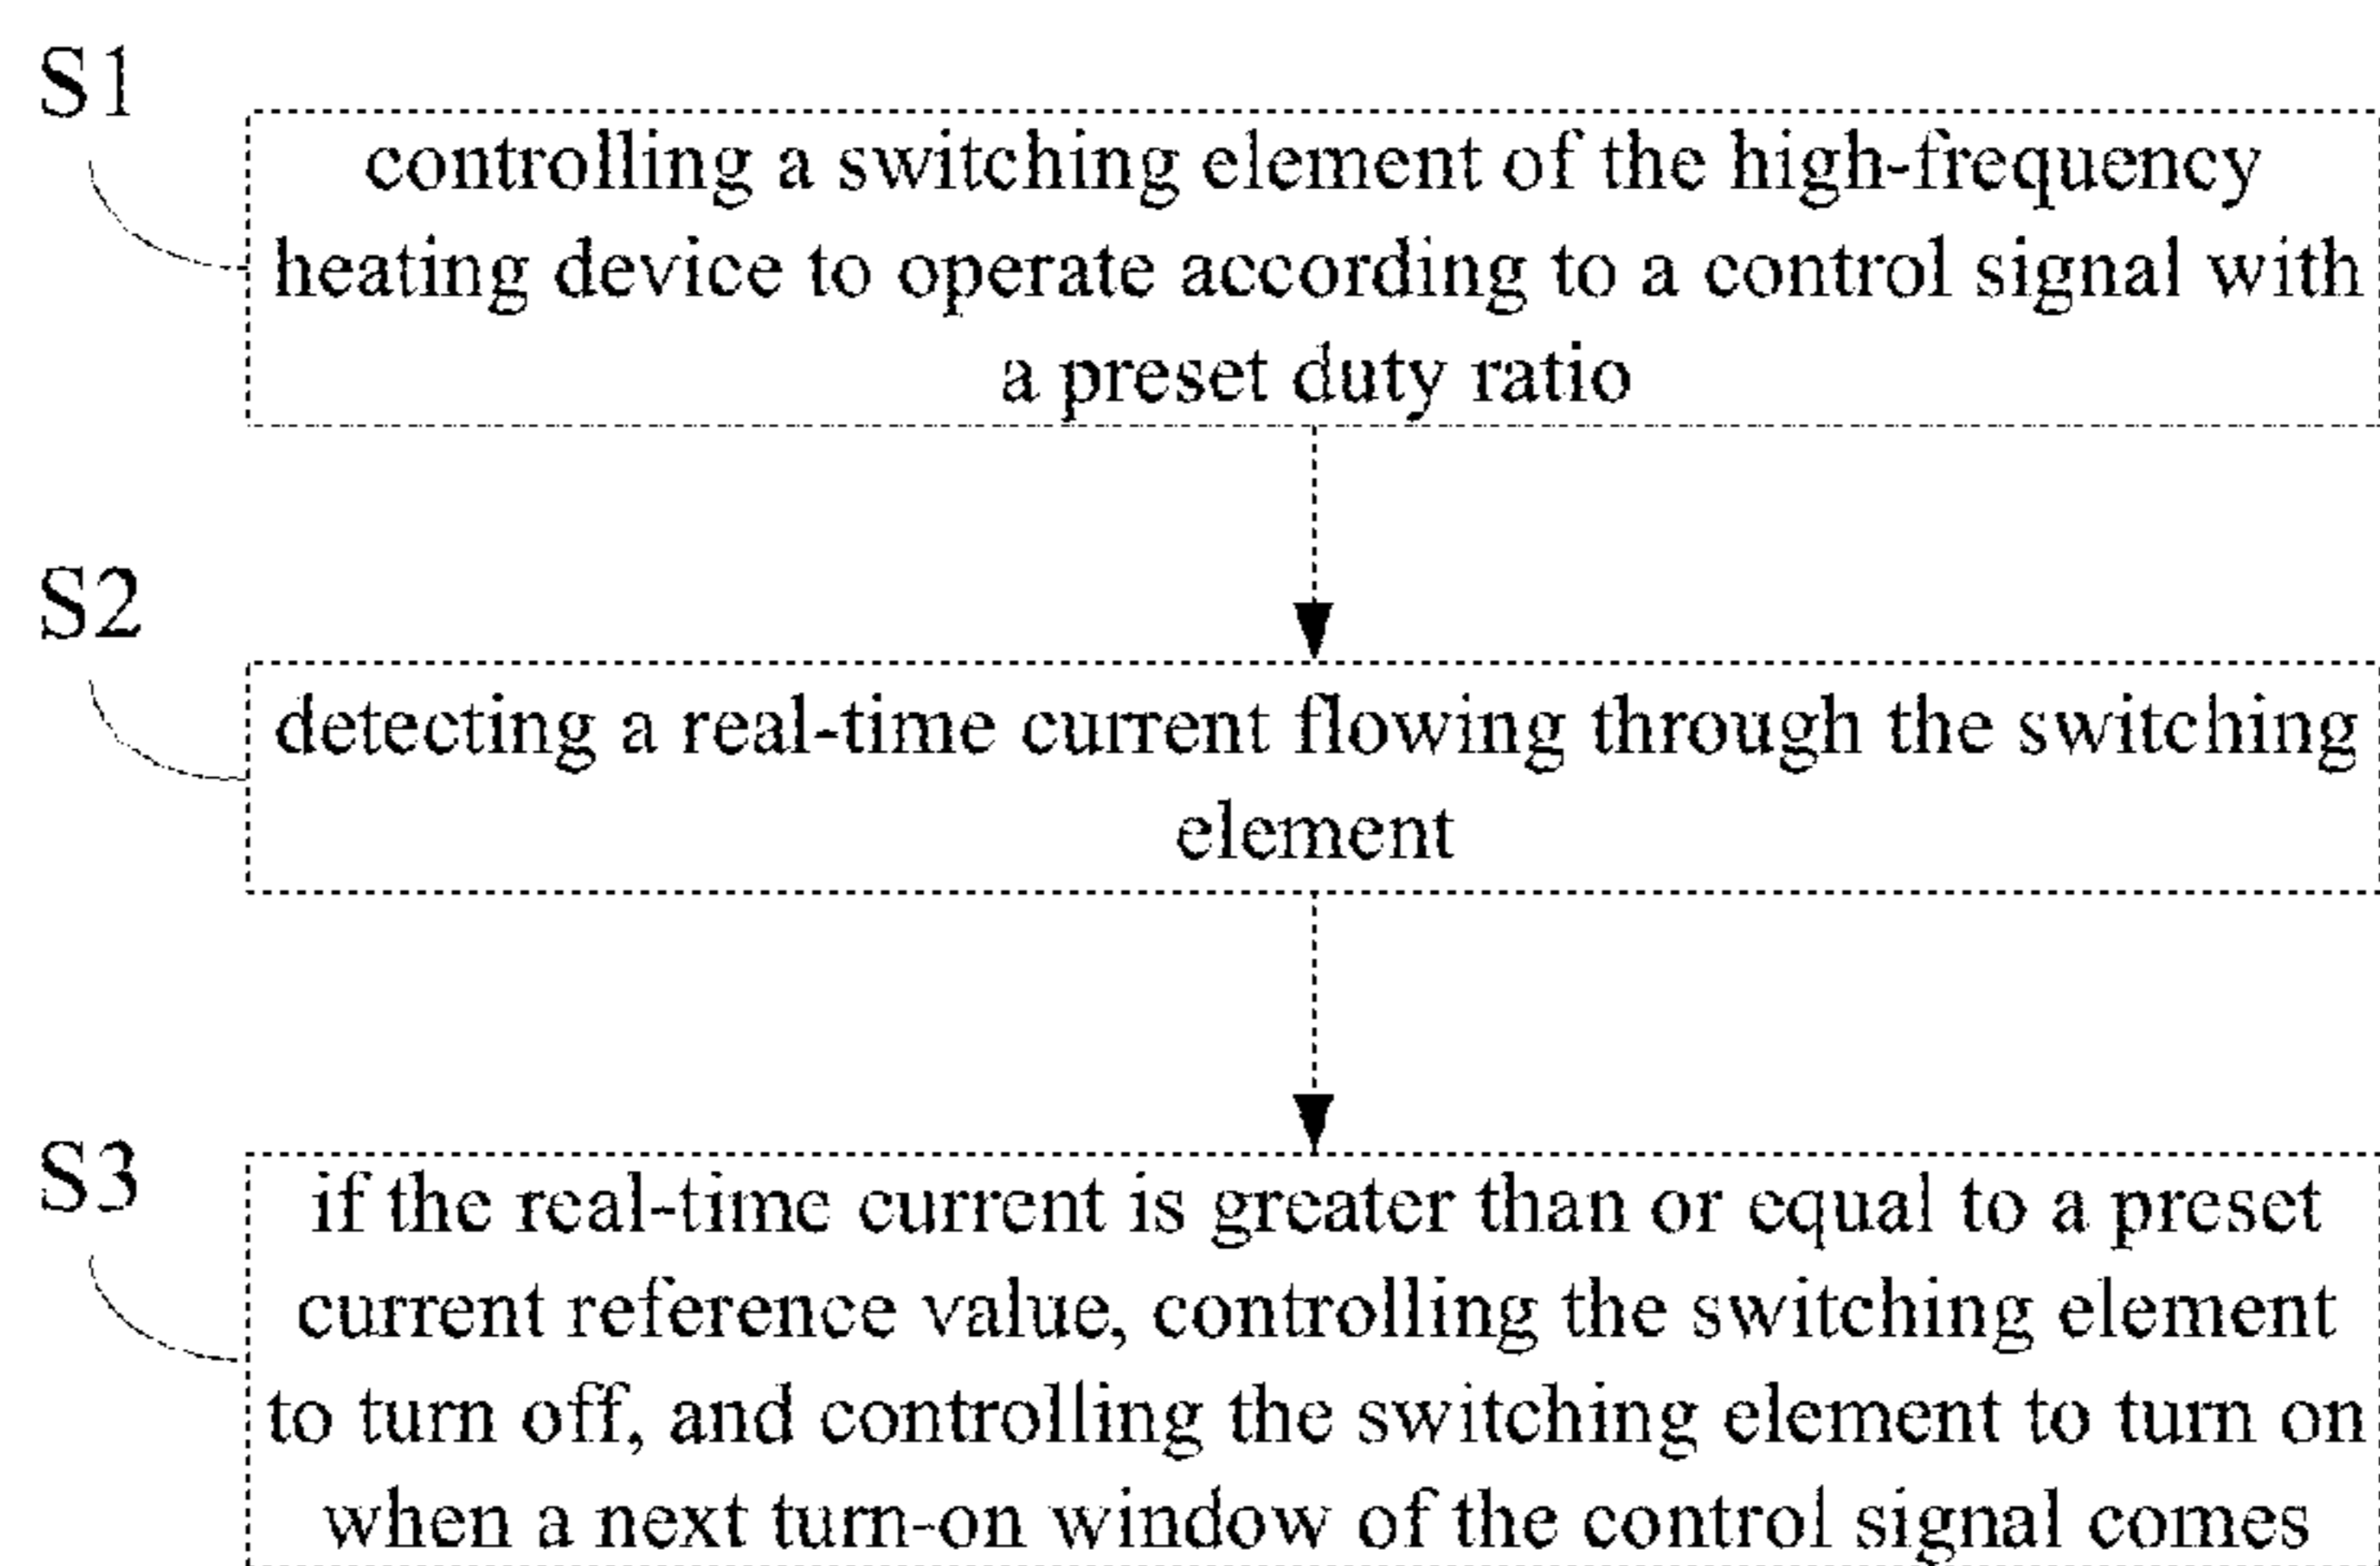 S1
controlling a switching element of the high-frequency
heating device to operate according to a control signal with
a preset duty ratio
S2
detecting a real-time current flowing through the switching
element
S3
if the real-time current is greater than or equal to a preset
current reference value, controlling the switching element
to turn off, and controlling the switching element to turn on
when a next turn-on window of the control signal comes